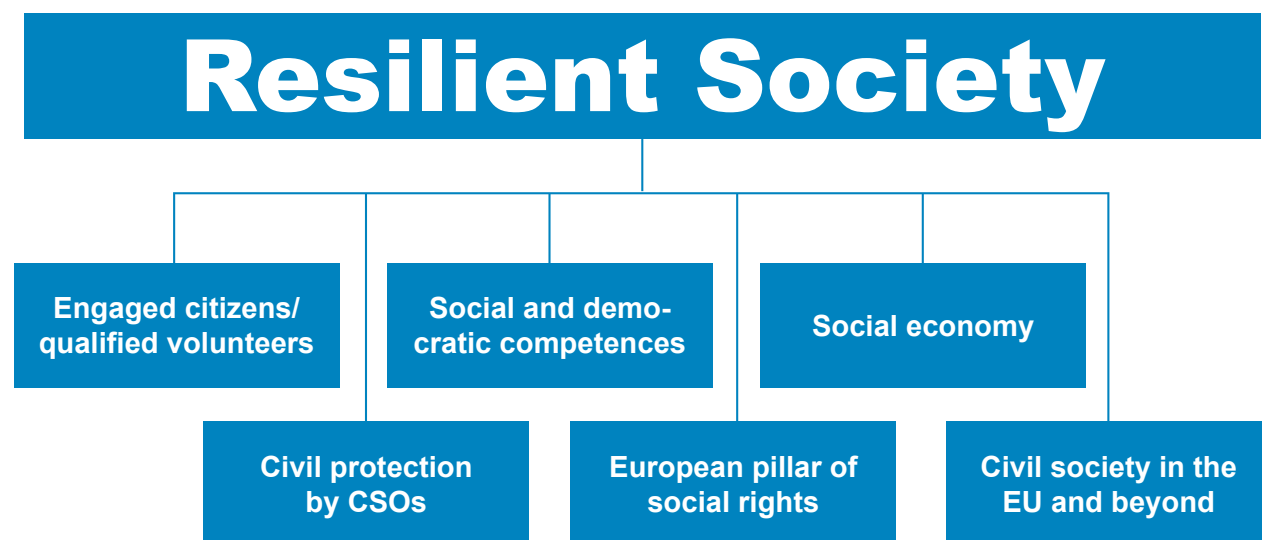 Resilient Society
Engaged citizens/
qualified volunteers
Social and demo-
cratic competences
Social economy
Civil protection
by CSOs
European pillar of
social rights
Civil society in the
EU and beyond